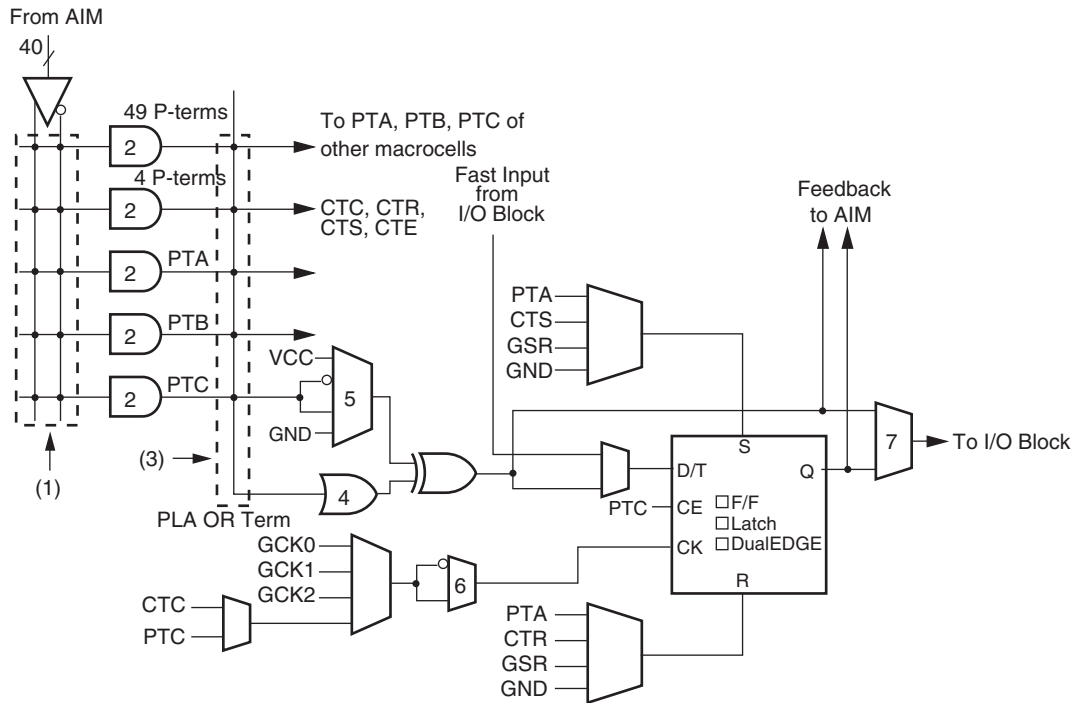 From AIM
40
49 P-terms
2
To PTA, PTB, PTC of
other macrocells
4 P-terms
2
CTC, CTR,
CTS, CTE
Fast Input
from
I/O Block
Feedback
to AIM
2
PTA
2
PTB
2
PTC
(1)
(3)
PLA OR Term
VCC
GND
5
4
PTA
CTS
GSR
GND
S
D/T
Q
PTC
CE
F/F
Latch
DualEDGE
CK
R
7
To I/O Block
GCK0
GCK1
GCK2
CTC
PTC
6
PTA
CTR
GSR
GND